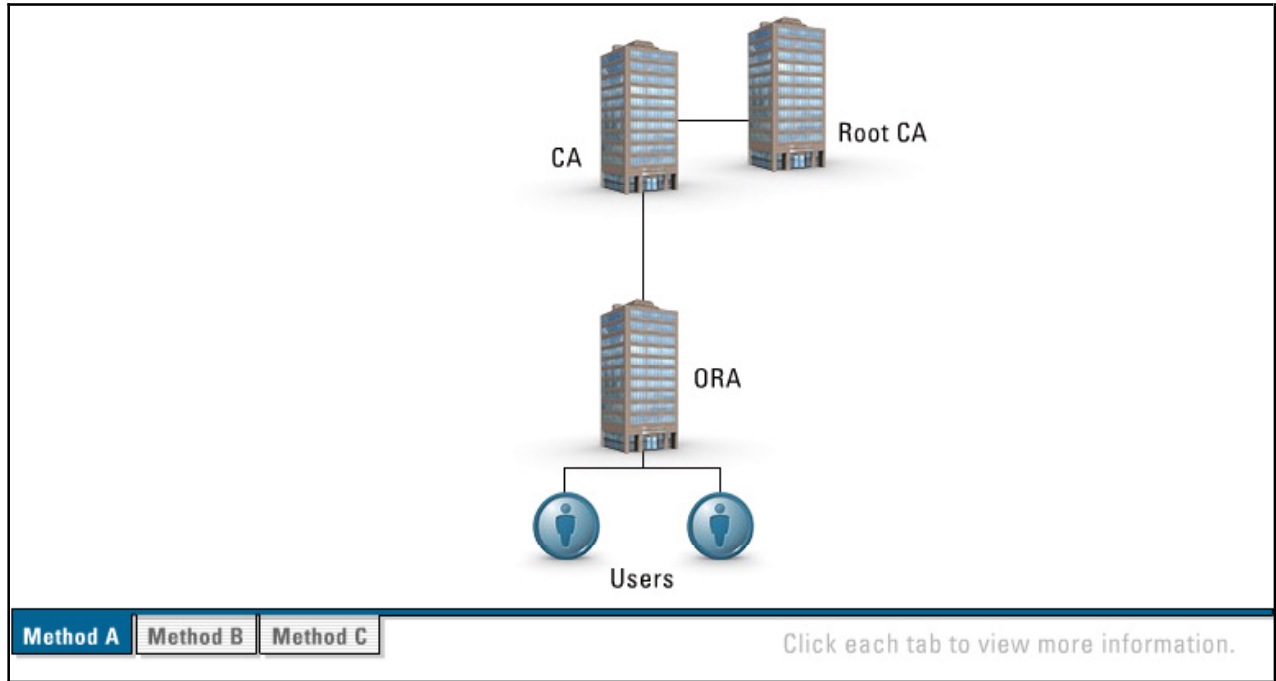 Root CA
CA
ORA
Users
Method A Method B Method C
Click each tab to view more information.